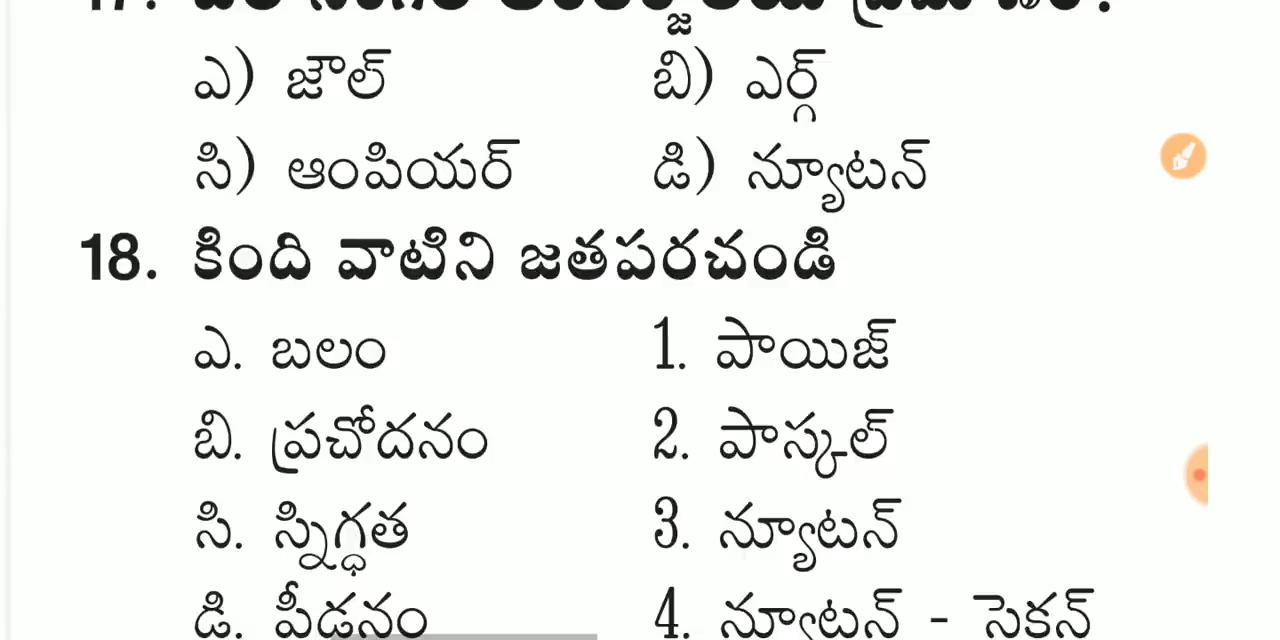 ఎ) జౌల్ బి) ఎర్గ్
సి) ఆంపియర్ డి) న్యూటన్
18. కింది వాటిని జతపరచండి
ఎ. బలం 1. పాయిజ్
బి. ప్రచోదనం 2. పాస్కల్
సి. స్నిగ్ధత 3. న్యూటన్
డి. పీడనం 4. న్యూటన్ - సెకన్